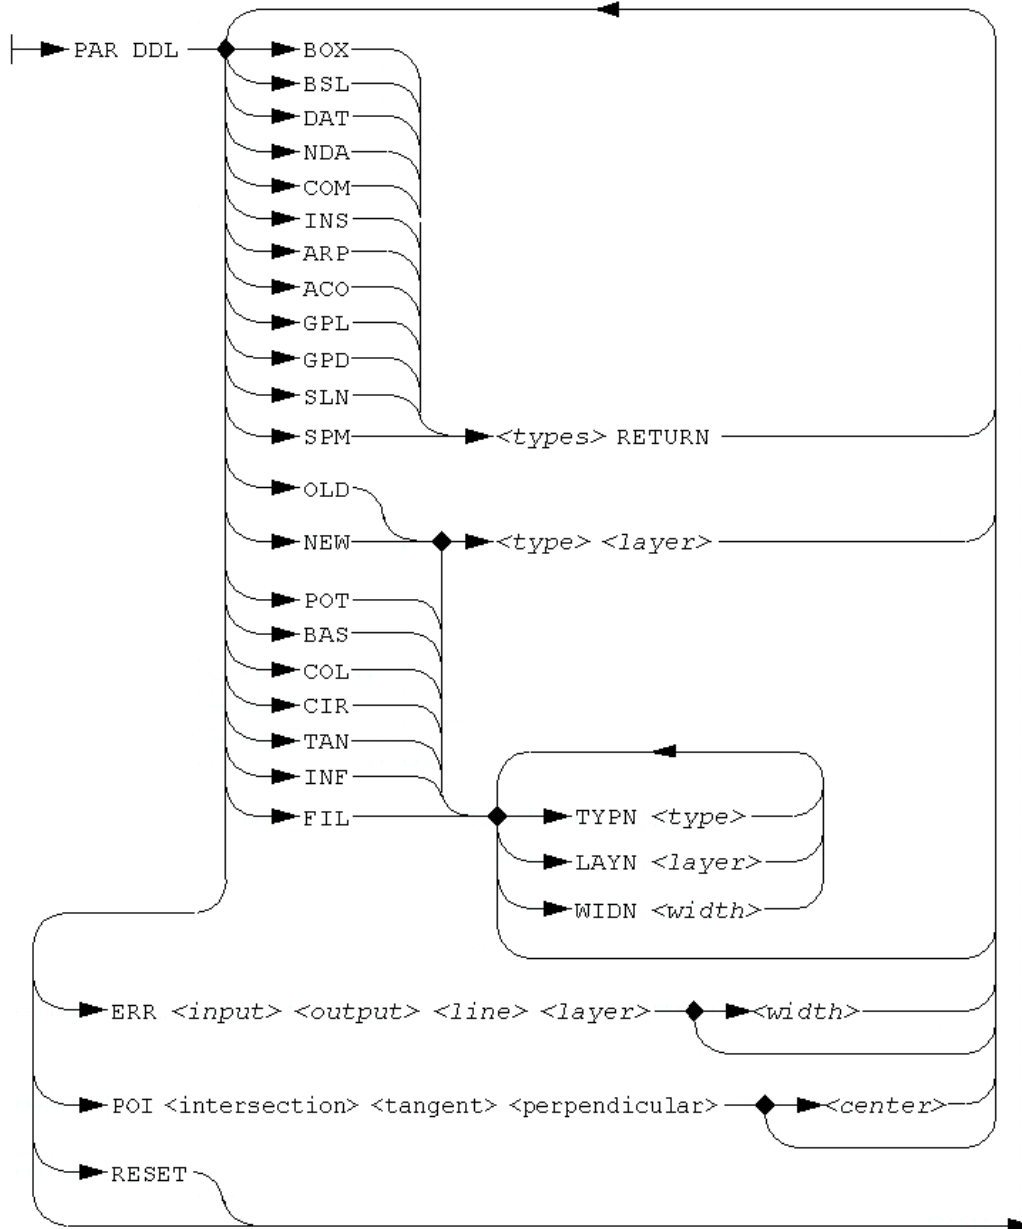 PAR DDL
BOX
BSL
DAT
NDA
COM
INS
ARP
ACO
GPL
GPD
SLN
SPM <types> RETURN
OLD
NEW <type> <layer>
POT
BAS
COL
CIR
TAN
INF
FIL TYPN <type>
LAYN <layer>
WIDN <width>
ERR <input> <output> <line> <layer> <width>
POI <intersection> <tangent> <perpendicular> <center>
RESET